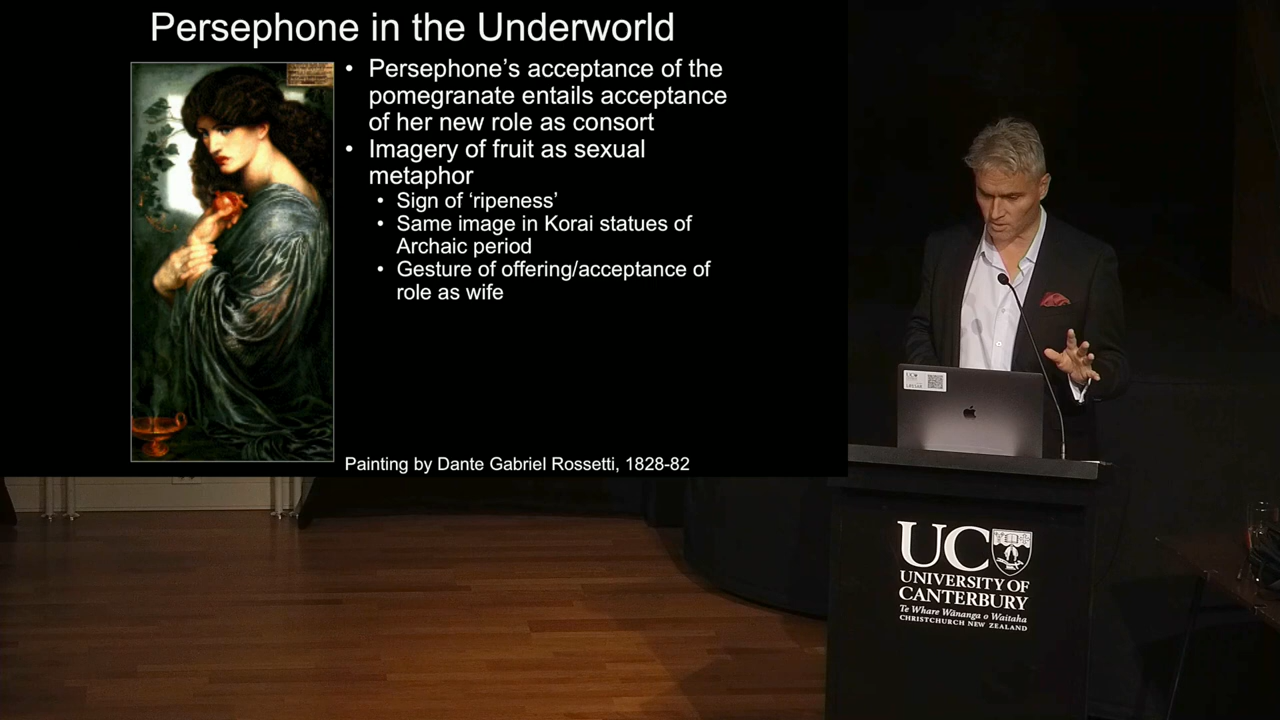 Persephone in the Underworld
• Persephone's acceptance of the
pomegranate entails acceptance
of her new role as consort
• Imagery of fruit as sexual
metaphor
• Sign of 'ripeness'
• Same image in Korai statues of
Archaic period
• Gesture of offering/acceptance of
role as wife
Painting by Dante Gabriel Rossetti, 1828-82
UC
UC
UNIVERSITY OF
CANTERBURY
Te Whare Wānanga o Waitaha
CHRISTCHURCH NEW ZEALAND